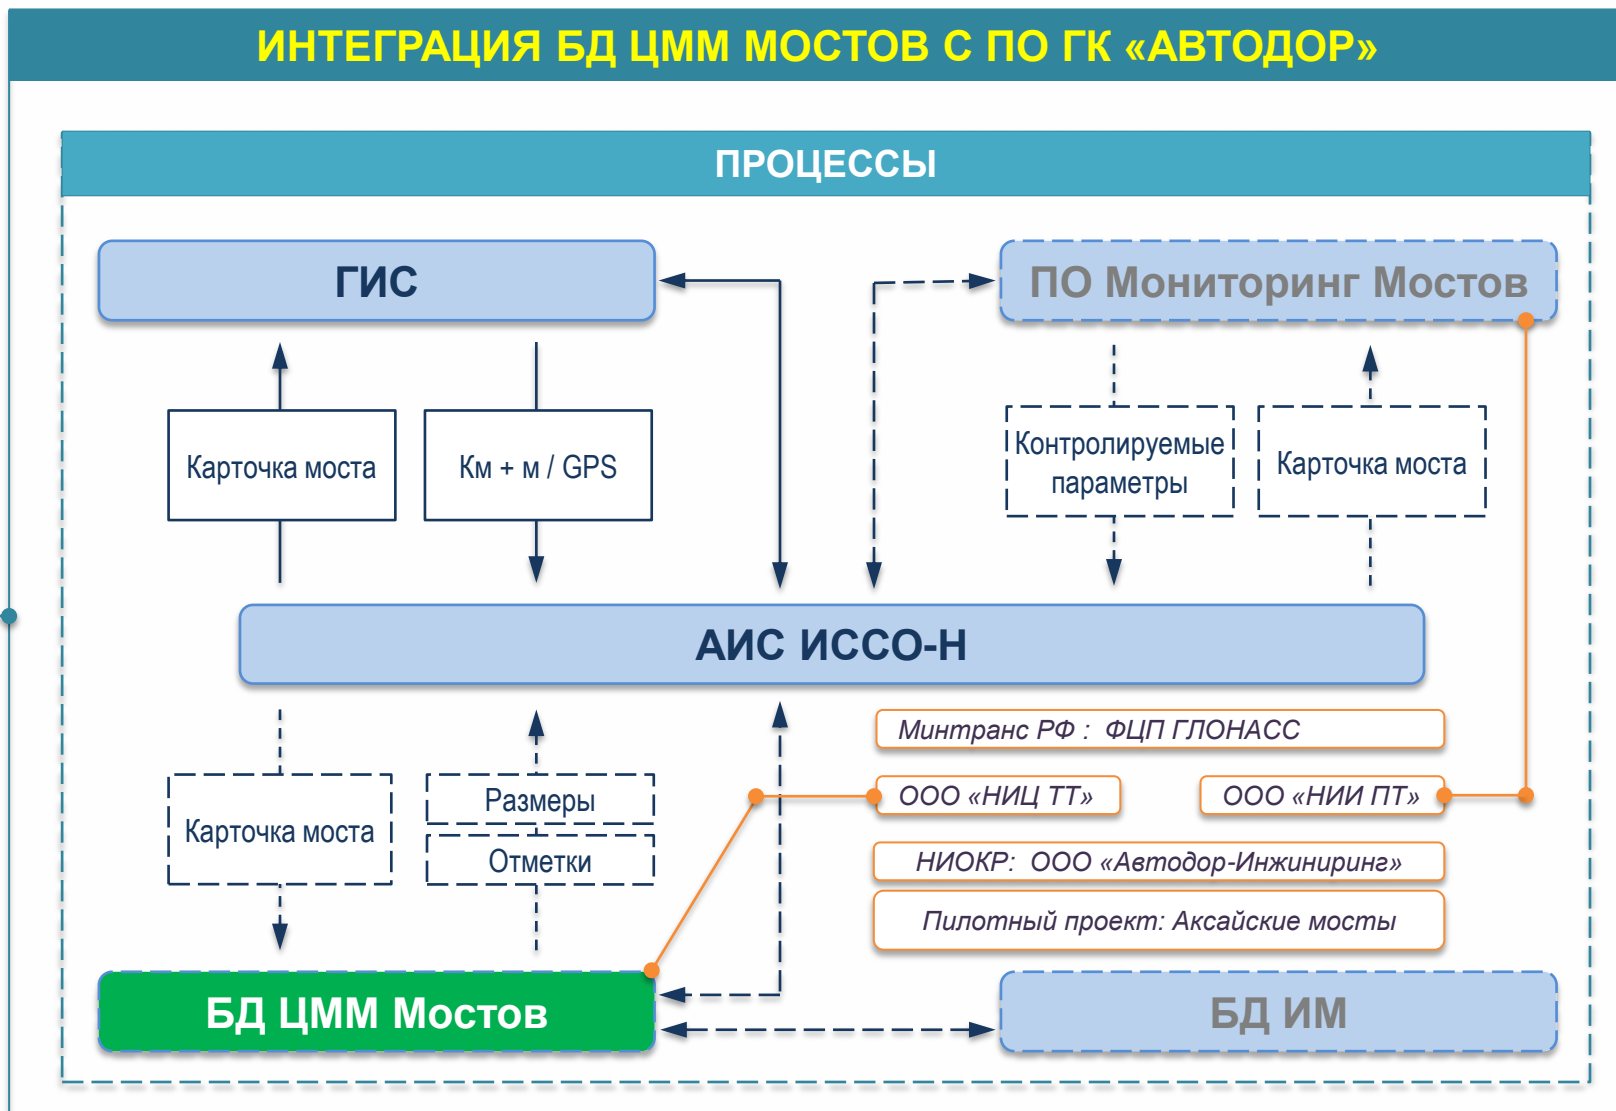 ИНТЕГРАЦИЯ БД ЦММ МОСТОВ С ПО ГК «АВТОДОР»
ПРОЦЕССЫ
ГИС
ПО Мониторинг Мостов
Карточка моста
Км + м / GPS
Контролируемые
параметры
Карточка моста
АИС ИССО-Н
Минтранс РФ : ФЦП ГЛОНАСС
Карточка моста
Размеры
Отметки
ООО «НИЦ ТТ»
ООО «НИИ ПТ»
НИОКР: ООО «Автодор-Инжиниринг»
Пилотный проект: Аксайские мосты
БД ЦММ Мостов
БД ИМ